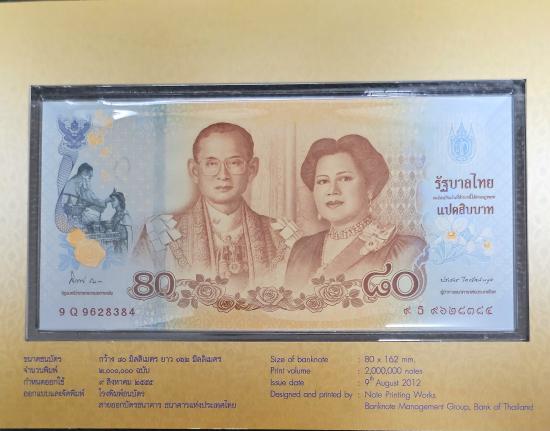 รัฐบาลไทย
แปดสิบบาท
80
๘๐
9 Q 9628384
๙ ริ ๙๖๒๘๓๘๔
ขนาดธนบัตร : กว้าง ๘๐ มิลลิเมตร ยาว ๑๖๒ มิลลิเมตร
จำนวนพิมพ์ : ๒,๐๐๐,๐๐๐ ฉบับ
กำหนดออกใช้ : ๙ สิงหาคม ๒๕๕๕
ออกแบบและจัดพิมพ์ : โรงพิมพ์ธนบัตร
สายออกบัตรธนาคาร ธนาคารแห่งประเทศไทย
Size of banknote : 80 x 162 mm.
Print volume : 2,000,000 notes
Issue date : 9th August 2012
Designed and printed by : Note Printing Works
Banknote Management Group, Bank of Thailand